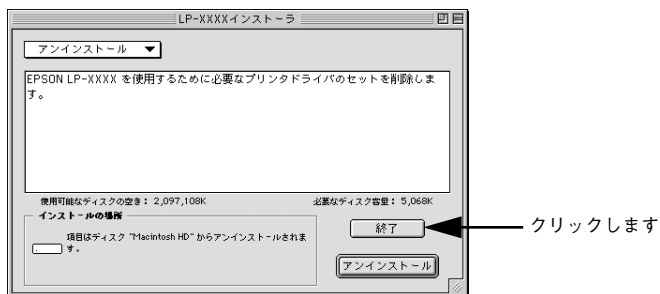 LP-XXXXインストーラ
アンインストール
EPSON LP-XXXX を使用するために必要なプリンタドライバのセットを削除しま
す。
使用可能なディスクの空き： 2,097,108K 必要なディスク容量： 5,068K
インストールの場所
項目はディスク "Macintosh HD" からアンインストールされま
す。
終了
クリックします
アンインストール